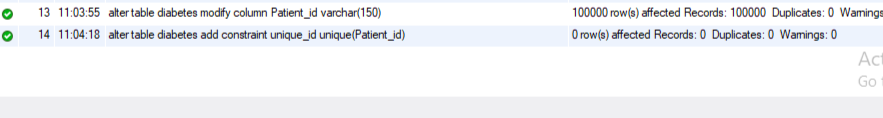 13 11:03:55 alter table diabetes modify column Patient_id varchar(150) 100000 row(s) affected Records: 100000 Duplicates: 0 Warnings
14 11:04:18 alter table diabetes add constraint unique_id unique(Patient_id) 0 row(s) affected Records: 0 Duplicates: 0 Warnings: 0
Act
Go t